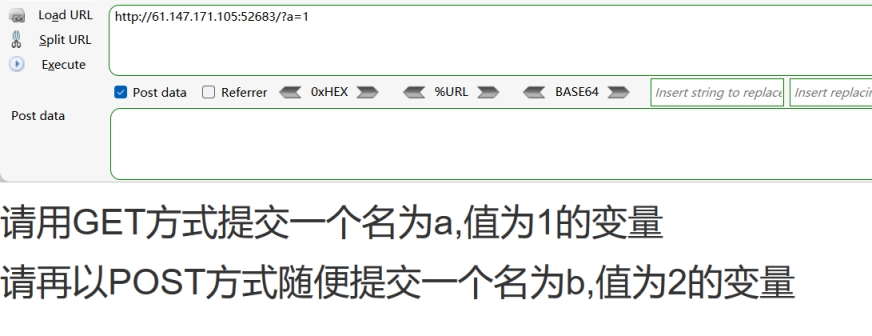 Load URL
http://61.147.171.105:52683/?a=1
Split URL
Execute
Post data Referrer 0xHEX %URL BASE64 Insert string to replace Insert replacin
Post data
请用GET方式提交一个名为a,值为1的变量
请再以POST方式随便提交一个名为b,值为2的变量